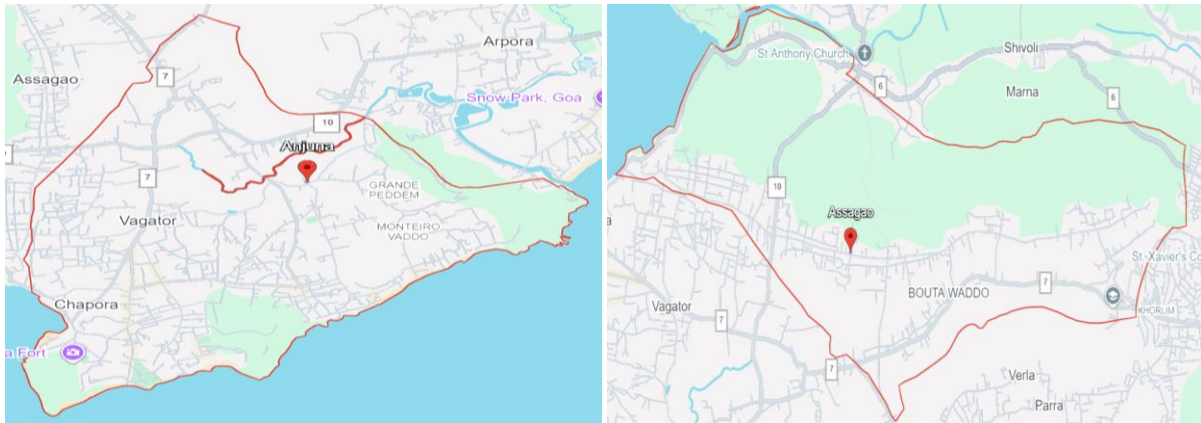 Arpora
7
Assagao
Snow Park, Goa
10
Anjuna
7
GRANDE
PEDDEM
Vagator
MONTEIRO
VADDO
Chapora
a Fort
St Anthony Church
Shivoli
6
Marna
6
10
Assagao
St. Xavier's Co
7
BOUTA WADDO
Vagator
KHORLIM
7
7
Verla
Parra